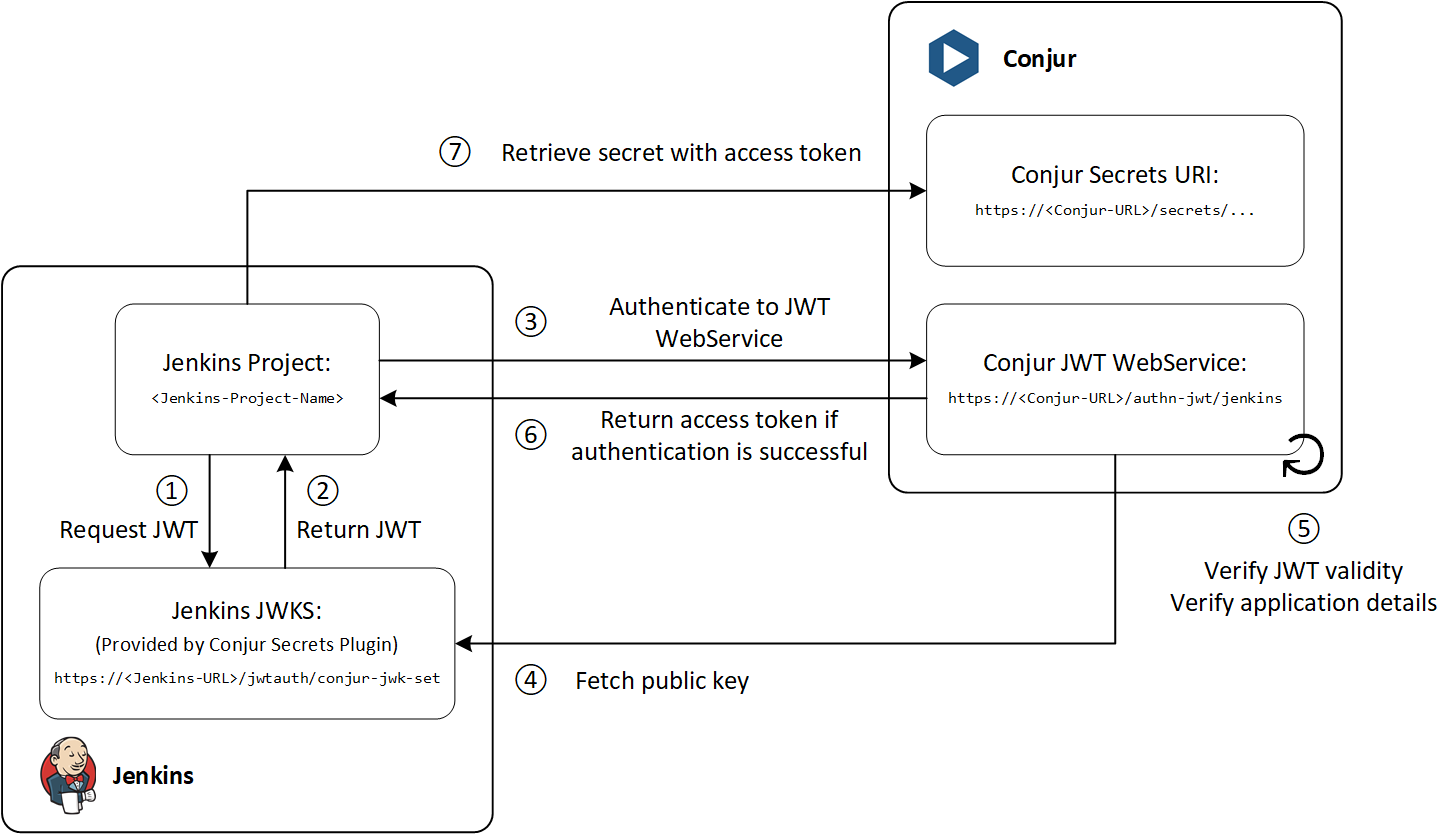 Conjur
⑦ Retrieve secret with access token
Conjur Secrets URI:
https://<Conjur-URL>/secrets/...
Jenkins Project:
<Jenkins-Project-Name>
③ Authenticate to JWT
WebService
Conjur JWT WebService:
https://<Conjur-URL>/authn-jwt/jenkins
⑥ Return access token if
authentication is successful
①
Request JWT
②
Return JWT
⑤
Verify JWT validity
Verify application details
Jenkins JWKS:
(Provided by Conjur Secrets Plugin)
https://<Jenkins-URL>/jwtauth/conjur-jwk-set
④ Fetch public key
Jenkins